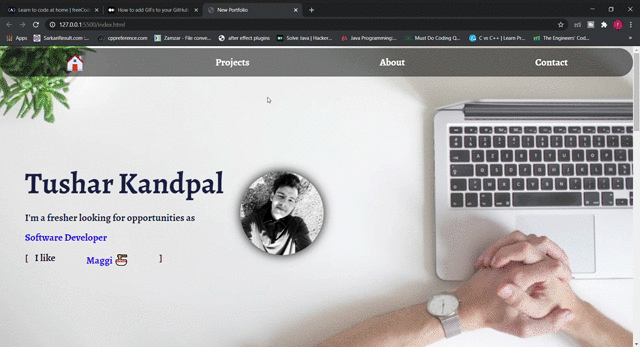 Learn to code at home | freeCod
How to add GIFs to your GitHub
New Portfolio
127.0.0.1:5500/index.html
SarkariResult.com :...
cppreference.com
Zamzar - File conve...
after effect plugins
Solve Java | Hacker...
Java Programming:...
Must Do Coding Q...
C vs C++ | Learn Pr...
The Engineers' Cod...
Projects About Contact
Tushar Kandpal
I'm a fresher looking for opportunities as
Software Developer
[ I like Maggi ]